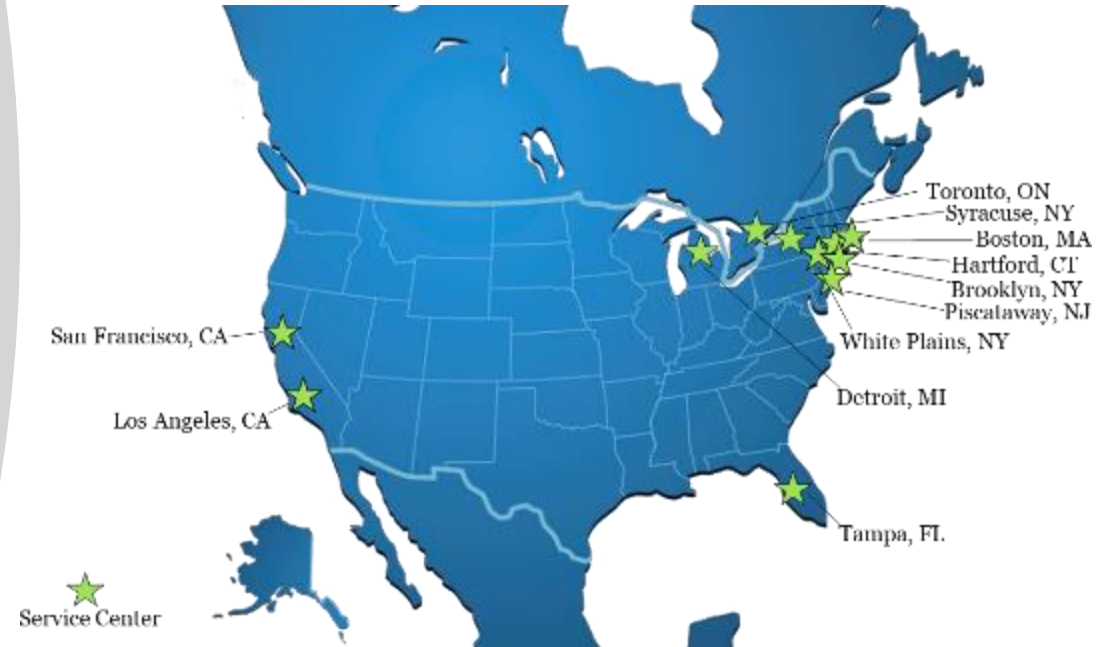 Toronto, ON
Syracuse, NY
Boston, MA
Hartford, CT
Brooklyn, NY
Piscataway, NJ
White Plains, NY
San Francisco, CA
Detroit, MI
Los Angeles, CA
Tampa, FL
Service Center